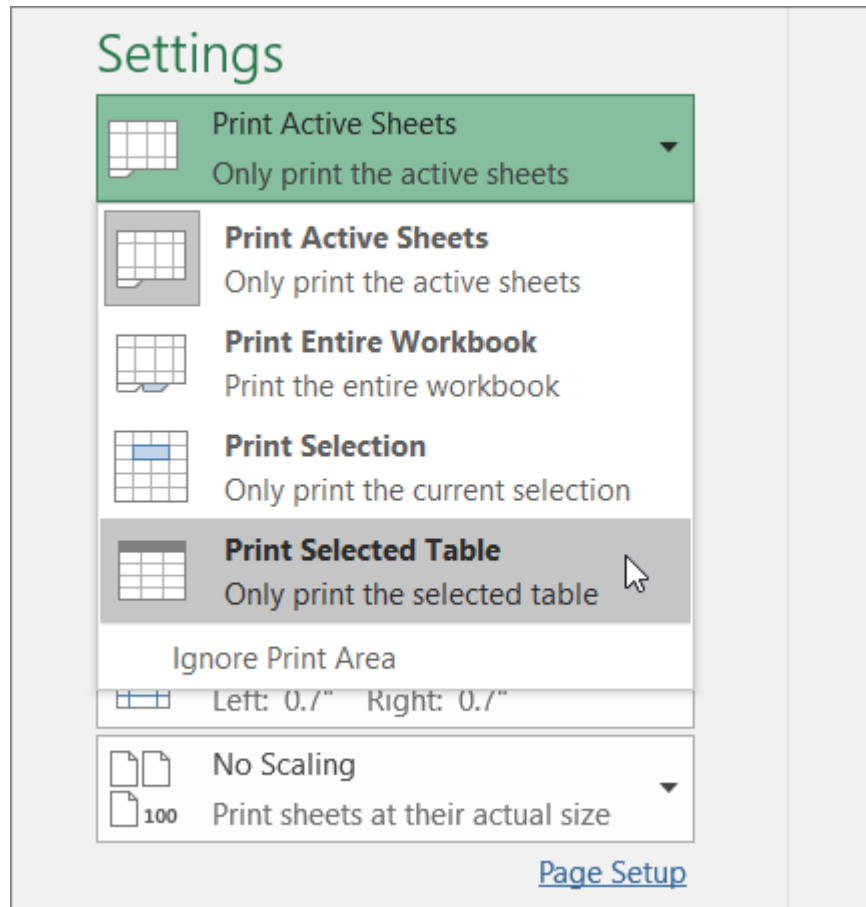 Settings
Print Active Sheets
Only print the active sheets
Print Active Sheets
Only print the active sheets
Print Entire Workbook
Print the entire workbook
Print Selection
Only print the current selection
Print Selected Table
Only print the selected table
Ignore Print Area
Left: 0.7" Right: 0.7"
No Scaling
100 Print sheets at their actual size
Page Setup